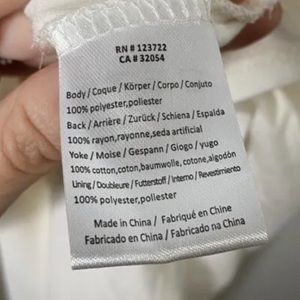 RN # 123722
CA # 32054
Body / Coque / Körper / Corpo / Conjuto
100% polyester,poliester
Back / Arrière / Zurück / Schiena / Espalda
100% rayon,rayonne,seda artificial
Yoke / Moise / Gespann / Giogo / yugo
100% cotton,coton,baumwolle,cotone,algodón
Lining / Doubleure / Futterstoff / Interno / Revestimiento
100% polyester,poliester
Made in China / Fabriqué en Chine
Fabricado en China / Fabricado na China